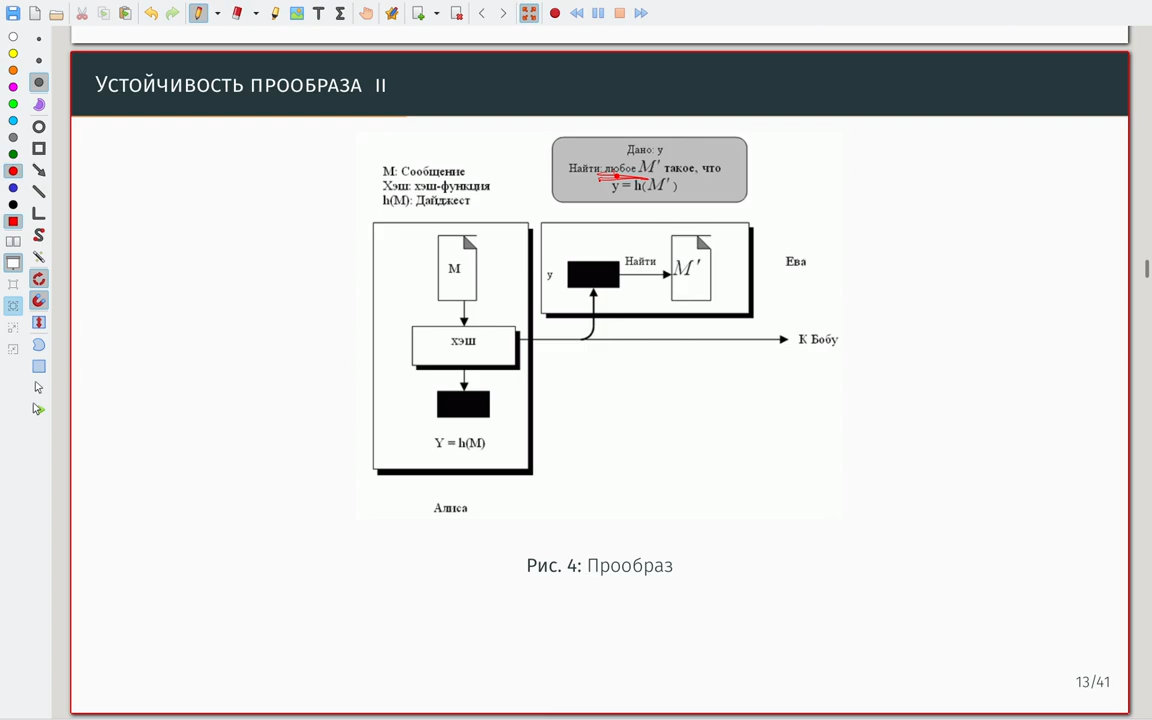 Устойчивость прообраза II
Дано: y
Найти: любое M' такое, что
y = h(M')
M: Сообщение
Хэш: хэш-функция
h(M): Дайджест
M
y
Найти
M'
Ева
хэш
К Бобу
Y = h(M)
Алиса
Рис. 4: Прообраз
13/41